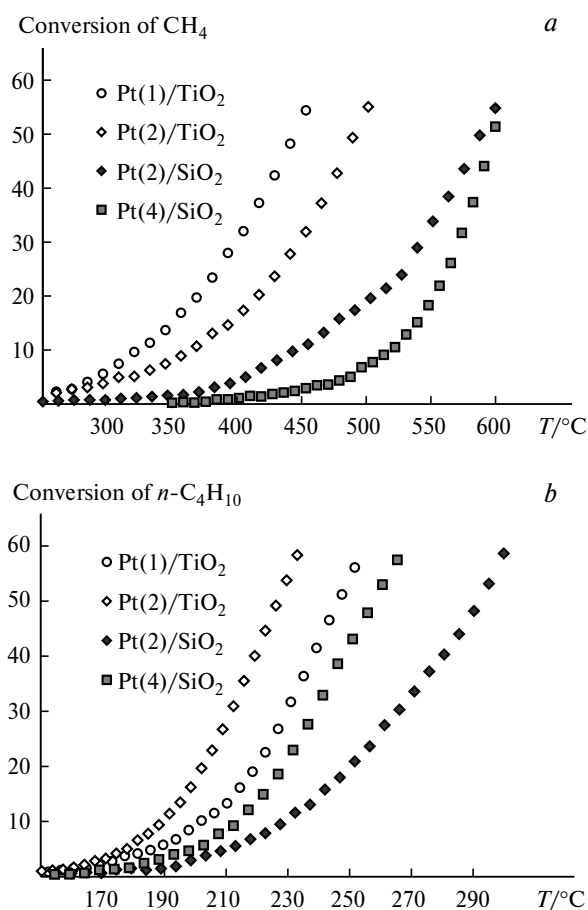 Conversion of CH₄ a
60
Pt(1)/TiO₂
50
Pt(2)/TiO₂
40
Pt(2)/SiO₂
Pt(4)/SiO₂
30
20
10
300 350 400 450 500 550 600 T/°C
Conversion of n-C₄H₁₀ b
60
Pt(1)/TiO₂
50
Pt(2)/TiO₂
Pt(2)/SiO₂
40
Pt(4)/SiO₂
30
20
10
170 190 210 230 250 270 290 T/°C